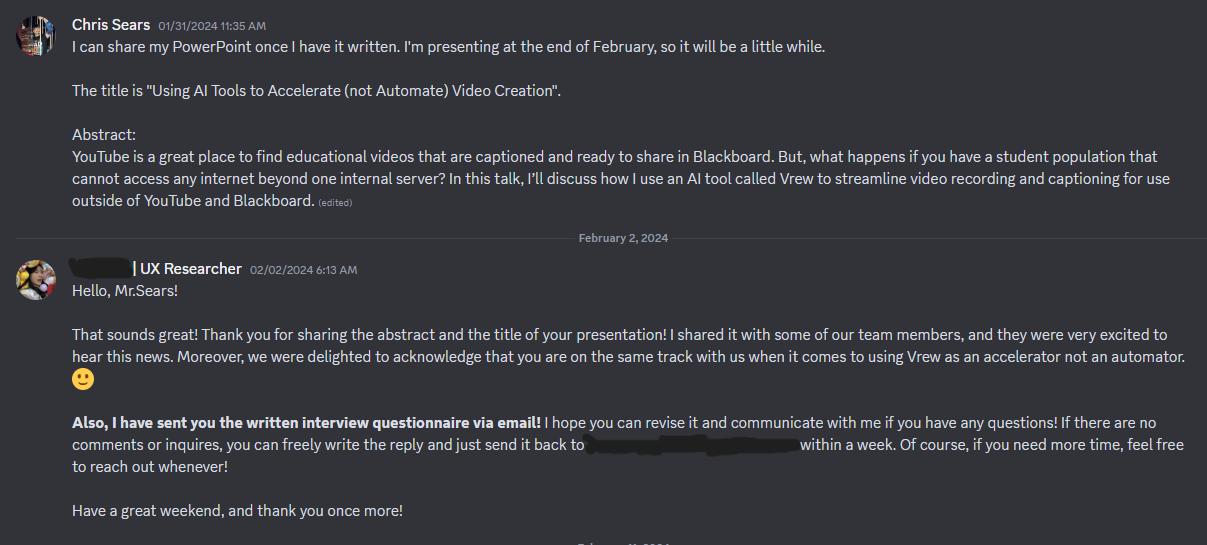 Chris Sears 01/31/2024 11:35 AM
I can share my PowerPoint once I have it written. I'm presenting at the end of February, so it will be a little while.
The title is "Using AI Tools to Accelerate (not Automate) Video Creation".
Abstract:
YouTube is a great place to find educational videos that are captioned and ready to share in Blackboard. But, what happens if you have a student population that
cannot access any internet beyond one internal server? In this talk, I'll discuss how I use an AI tool called Vrew to streamline video recording and captioning for use
outside of YouTube and Blackboard. (edited)
February 2, 2024
| UX Researcher 02/02/2024 6:13 AM
Hello, Mr.Sears!
That sounds great! Thank you for sharing the abstract and the title of your presentation! I shared it with some of our team members, and they were very excited to
hear this news. Moreover, we were delighted to acknowledge that you are on the same track with us when it comes to using Vrew as an accelerator not an automator.
Also, I have sent you the written interview questionnaire via email! I hope you can revise it and communicate with me if you have any questions! If there are no
comments or inquires, you can freely write the reply and just send it back to within a week. Of course, if you need more time, feel free
to reach out whenever!
Have a great weekend, and thank you once more!